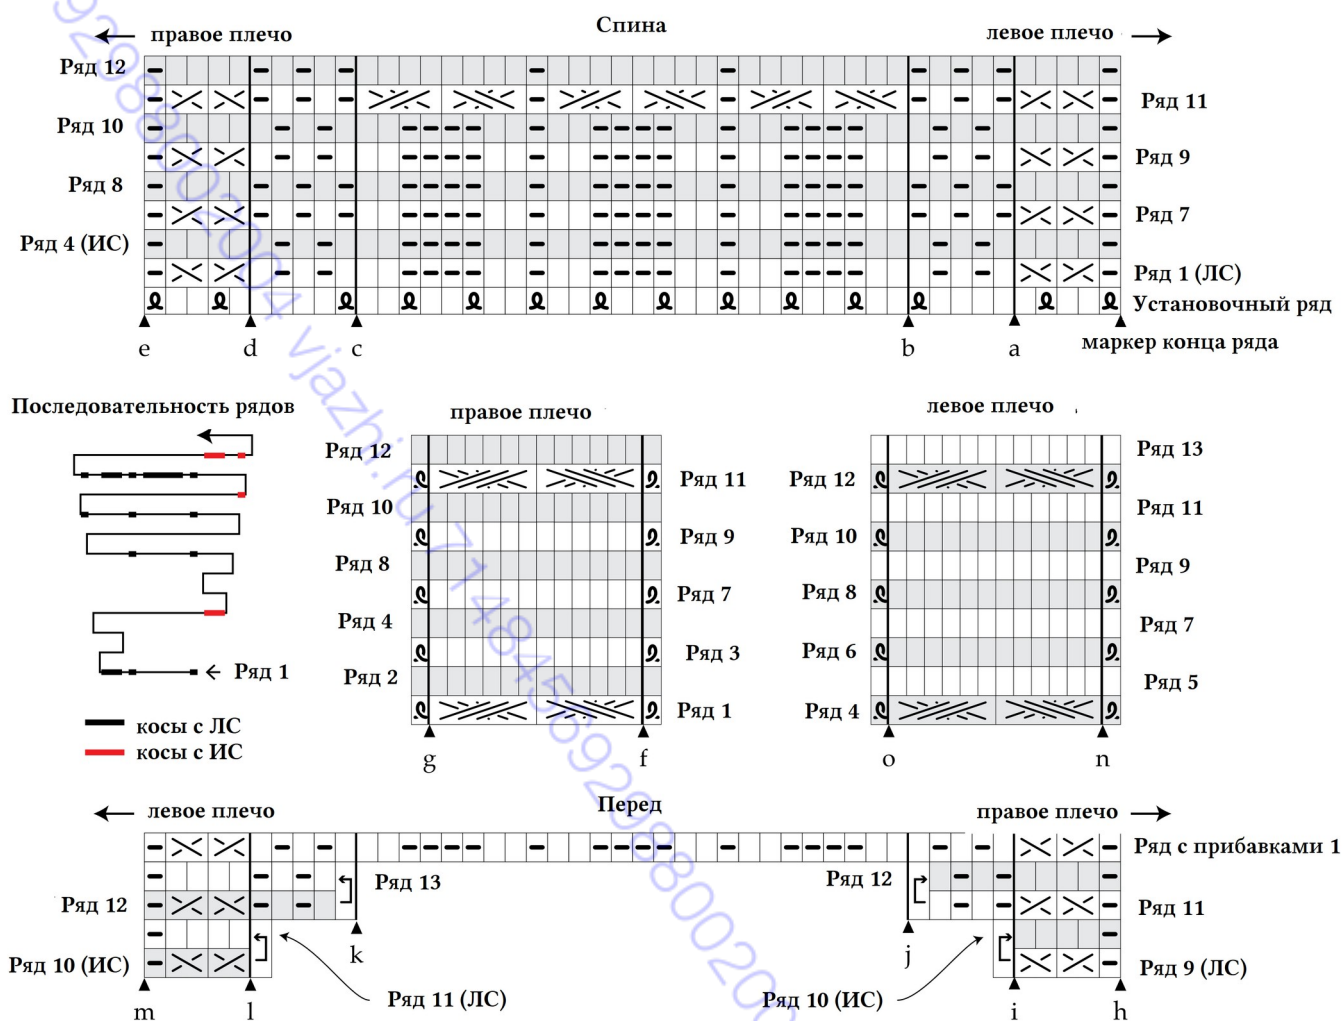 Спина
правое плечо
левое плечо
Ряд 12
Ряд 11
Ряд 10
Ряд 9
Ряд 8
Ряд 7
Ряд 4 (ИС)
Ряд 1 (ЛС)
Установочный ряд
e d c b a маркер конца ряда
Последовательность рядов
Ряд 1
косы с ЛС
косы с ИС
правое плечо
Ряд 12
Ряд 11
Ряд 10
Ряд 9
Ряд 8
Ряд 7
Ряд 4
Ряд 3
Ряд 2
Ряд 1
g f
левое плечо
Ряд 13
Ряд 12
Ряд 11
Ряд 10
Ряд 9
Ряд 8
Ряд 7
Ряд 6
Ряд 5
Ряд 4
o n
Перед
левое плечо
правое плечо
Ряд с прибавками 1
Ряд 13
Ряд 12
Ряд 12
Ряд 11
k j
Ряд 10 (ИС)
Ряд 9 (ЛС)
Ряд 11 (ЛС)
Ряд 10 (ИС)
m l i h